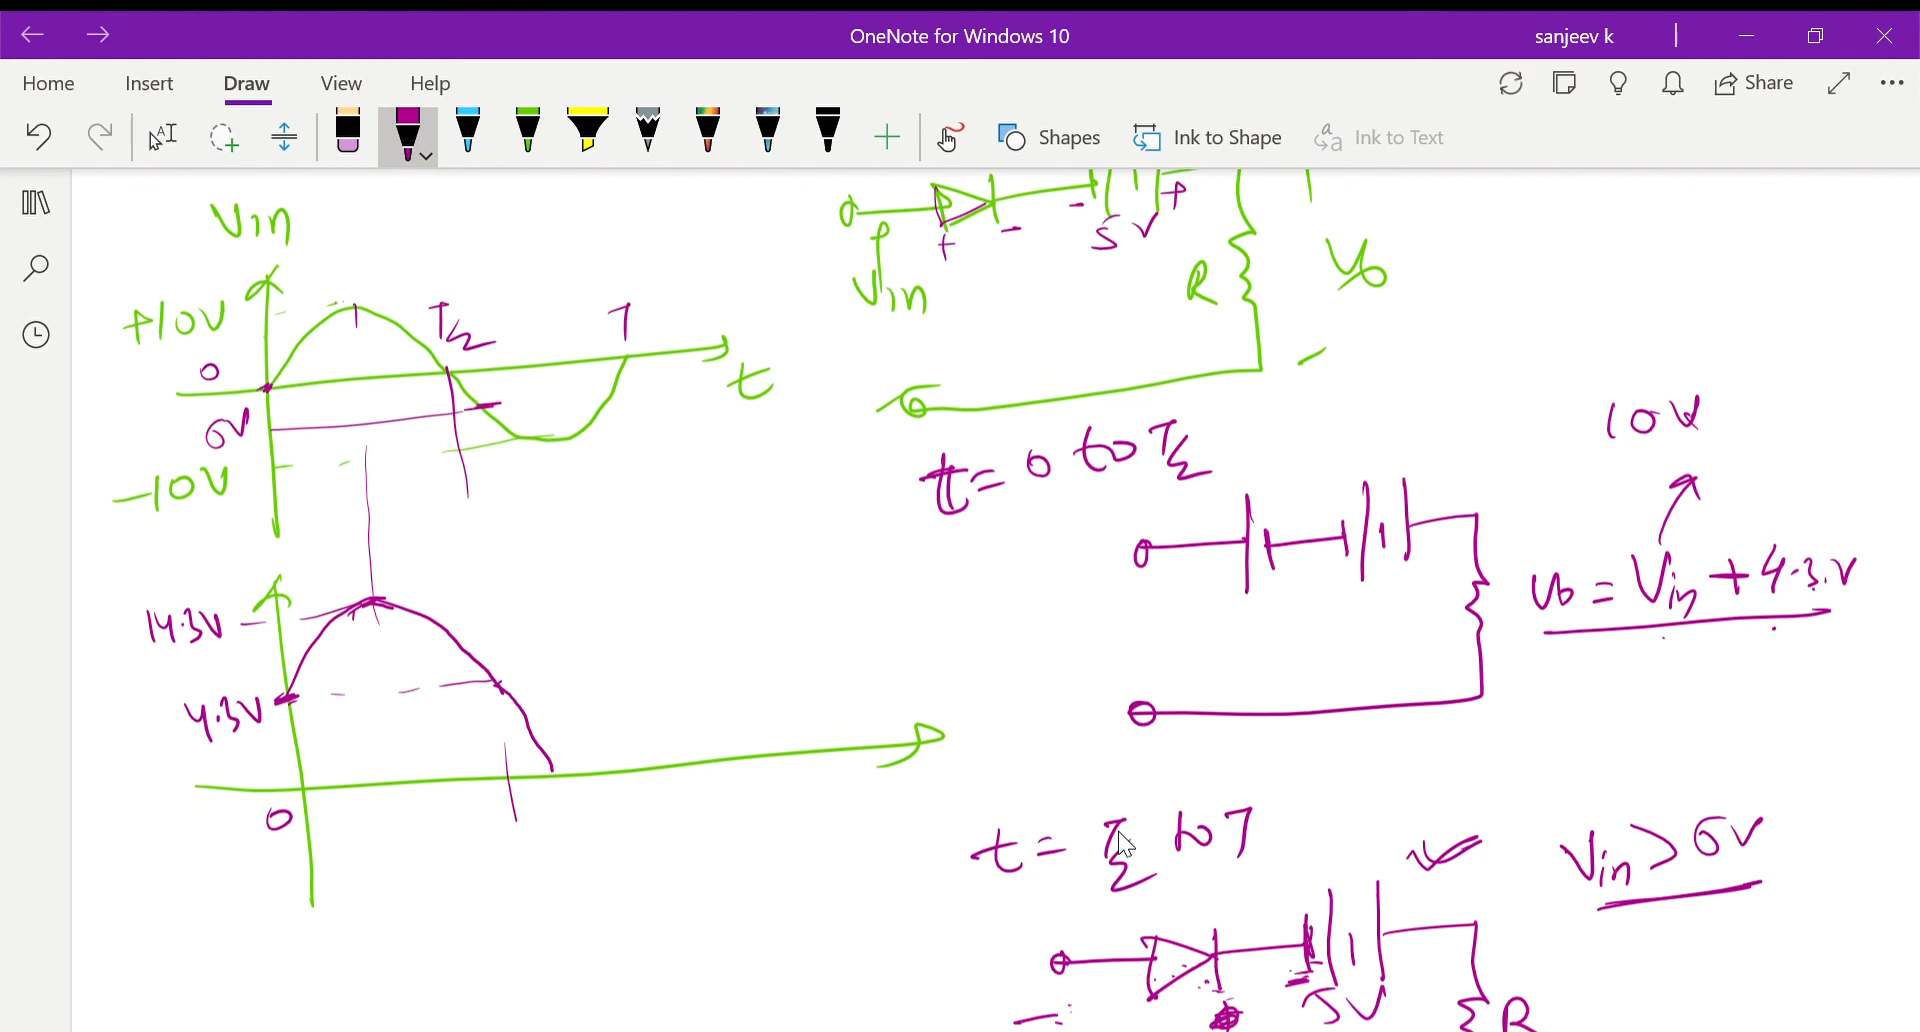 OneNote for Windows 10
sanjeev k
Home Insert Draw View Help
Share
Shapes Ink to Shape Ink to Text
Vin
+10V
0
T/2
T
t
-10V
14.3V
4.3V
0
+ - - 5V +
Vin
R
Vo
-
t= 0 to T/2
10V
Vo = Vin + 4.3V
t= T/2 to T
Vin >
5V
R